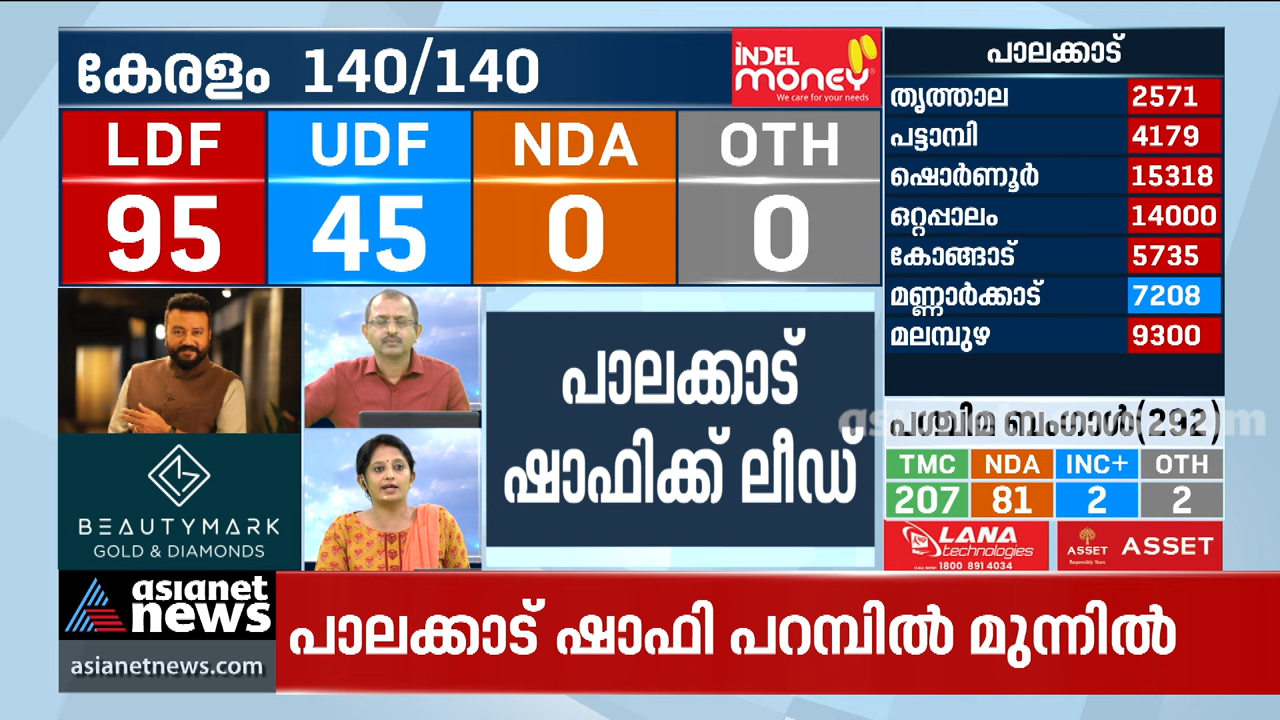 കേരളം 140/140
iNDEL money
We care for your needs
LDF UDF NDA OTH
95 45 0 0
പാലക്കാട്
തൃത്താല 2571
പട്ടാമ്പി 4179
ഷൊർണൂർ 15318
ഒറ്റപ്പാലം 14000
കോങ്ങാട് 5735
മണ്ണാർക്കാട് 7208
മലമ്പുഴ 9300
പാലക്കാട്
ഷാഫിക്ക് ലീഡ്
പശ്ചിമ ബംഗാൾ(292)
TMC NDA INC+ OTH
207 81 2 2
LANA
technologies
1800 891 4034
ASSET
ASSET
BEAUTYMARK
GOLD & DIAMONDS
asianet
news
asianetnews.com
പാലക്കാട് ഷാഫി പറമ്പിൽ മുന്നിൽ